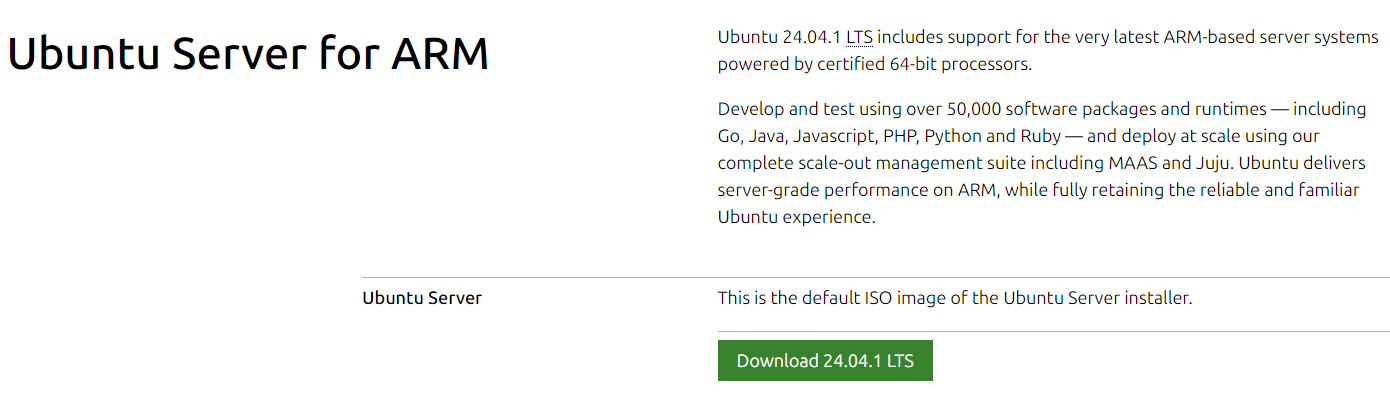 Ubuntu Server for ARM
Ubuntu 24.04.1 LTS includes support for the very latest ARM-based server systems
powered by certified 64-bit processors.
Develop and test using over 50,000 software packages and runtimes — including
Go, Java, Javascript, PHP, Python and Ruby — and deploy at scale using our
complete scale-out management suite including MAAS and Juju. Ubuntu delivers
server-grade performance on ARM, while fully retaining the reliable and familiar
Ubuntu experience.
Ubuntu Server
This is the default ISO image of the Ubuntu Server installer.
Download 24.04.1 LTS